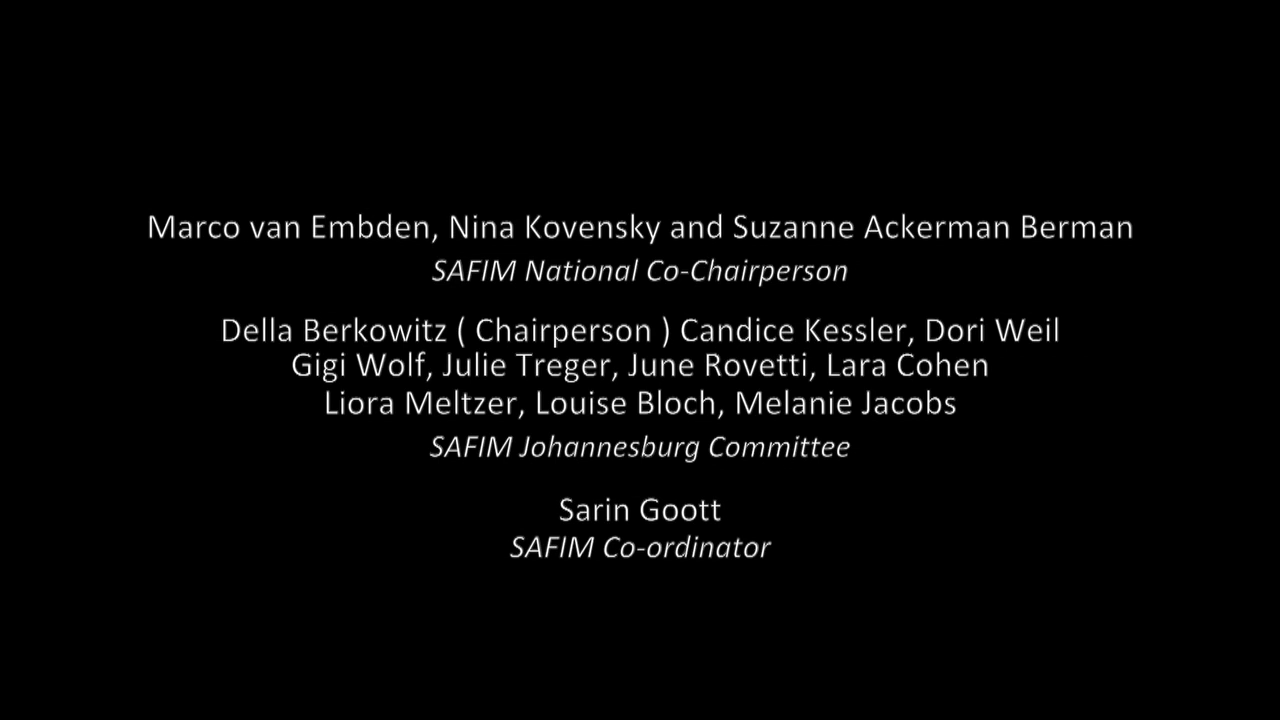 Marco van Embden, Nina Kovensky and Suzanne Ackerman Berman
SAFIM National Co-Chairperson
Della Berkowitz ( Chairperson ) Candice Kessler, Dori Weil
Gigi Wolf, Julie Treger, June Rovetti, Lara Cohen
Liora Meltzer, Louise Bloch, Melanie Jacobs
SAFIM Johannesburg Committee
Sarin Goott
SAFIM Co-ordinator